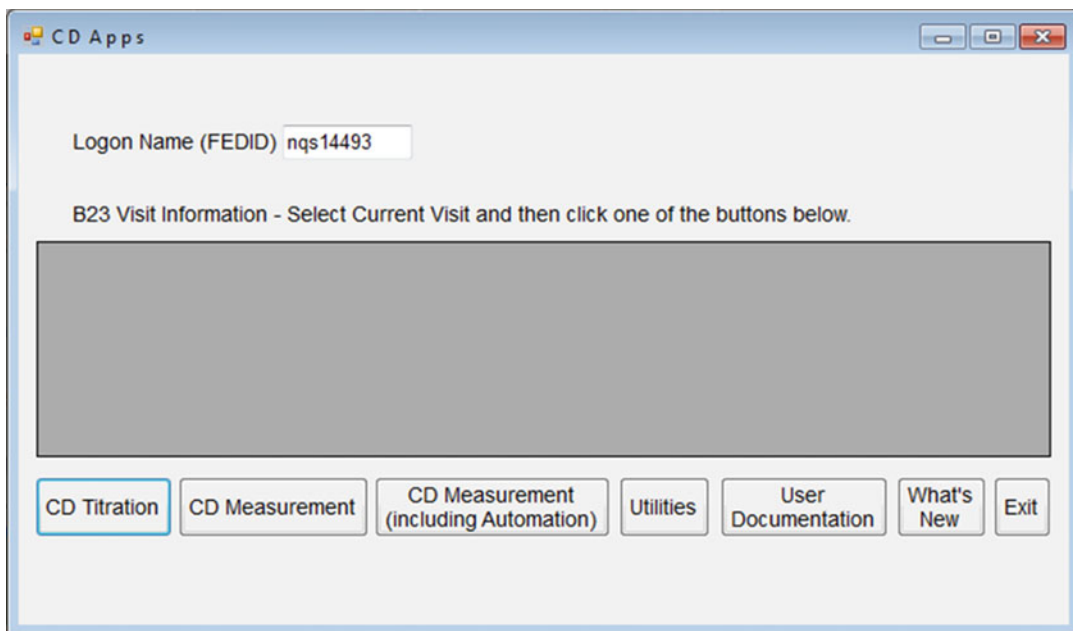 CD Apps
Logon Name (FEDID) nqs14493
B23 Visit Information - Select Current Visit and then click one of the buttons below.
CD Titration
CD Measurement
CD Measurement
(including Automation)
Utilities
User
Documentation
What's
New
Exit